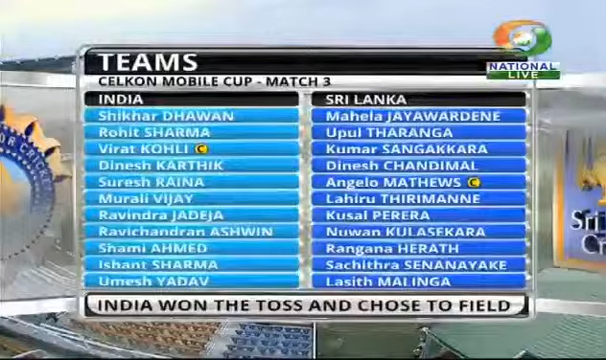 NATIONAL
LIVE
TEAMS
CELKON MOBILE CUP - MATCH 3
INDIA
Shikhar DHAWAN
Rohit SHARMA
Virat KOHLI C
Dinesh KARTHIK
Suresh RAINA
Murali VIJAY
Ravindra JADEJA
Ravichandran ASHWIN
Shami AHMED
Ishant SHARMA
Umesh YADAV
SRI LANKA
Mahela JAYAWARDENE
Upul THARANGA
Kumar SANGAKKARA
Dinesh CHANDIMAL
Angelo MATHEWS C
Lahiru THIRIMANNE
Kusal PERERA
Nuwan KULASEKARA
Rangana HERATH
Sachithra SENANAYAKE
Lasith MALINGA
INDIA WON THE TOSS AND CHOSE TO FIELD
Sri
Cr